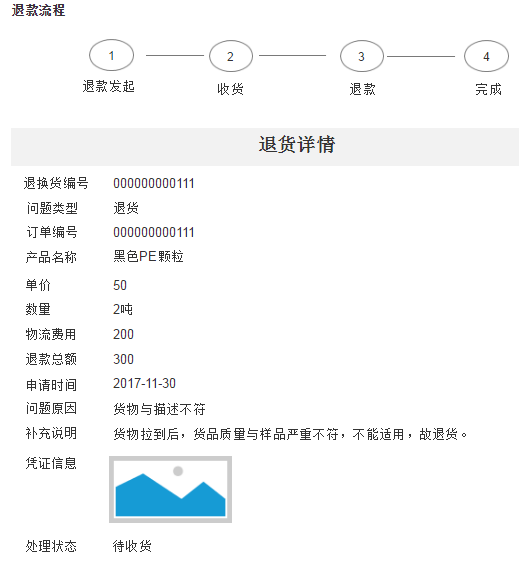 退款流程
1 2 3 4
退款发起 收货 退款 完成
退货详情
退换货编号 000000000111
问题类型 退货
订单编号 000000000111
产品名称 黑色PE颗粒
单价 50
数量 2吨
物流费用 200
退款总额 300
申请时间 2017-11-30
问题原因 货物与描述不符
补充说明 货物拉到后，货品质量与样品严重不符，不能适用，故退货。
凭证信息
处理状态 待收货